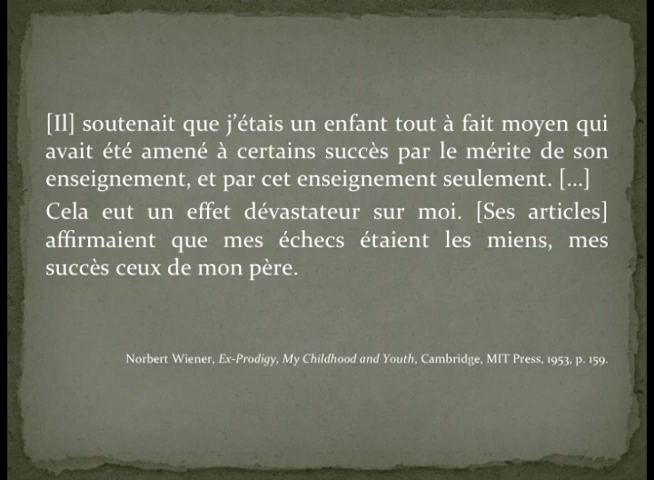 [Il] soutenait que j’étais un enfant tout à fait moyen qui
avait été amené à certains succès par le mérite de son
enseignement, et par cet enseignement seulement. [...]
Cela eut un effet dévastateur sur moi. [Ses articles]
affirmaient que mes échecs étaient les miens, mes
succès ceux de mon père.
Norbert Wiener, Ex-Prodigy, My Childhood and Youth, Cambridge, MIT Press, 1953, p. 159.